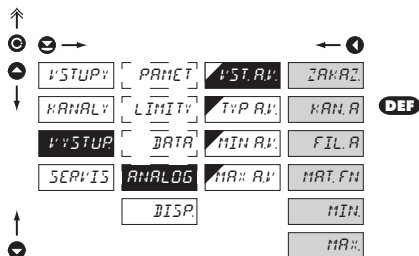 VSTUPY PAMET VST. A.V. ZAKAZ.
KANALY LIMITY TYP A.V. KAN. A DEF
VYSTUP. DATA MIN A.V. FIL. A
SERVIS ANALOG MAX A.V MAT. FN
DISP. MIN.
MAX.